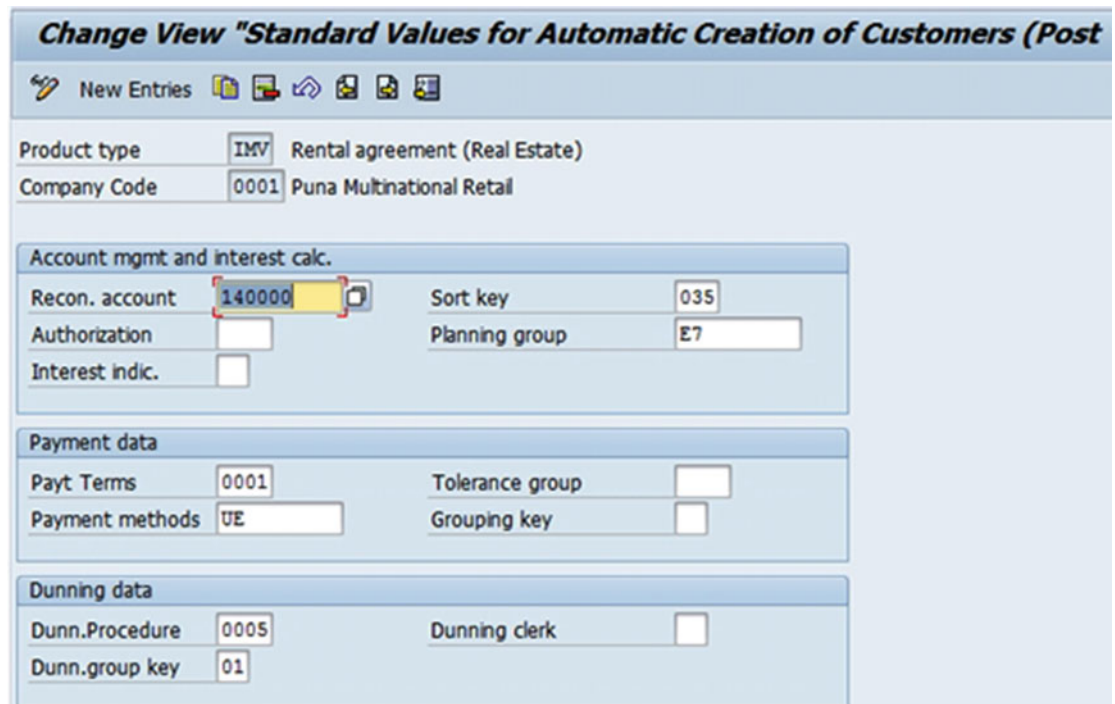 Change View "Standard Values for Automatic Creation of Customers (Post
New Entries
Product type IMV Rental agreement (Real Estate)
Company Code 0001 Puna Multinational Retail
Account mgmt and interest calc.
Recon. account 140000 Sort key 035
Authorization Planning group E7
Interest indic.
Payment data
Payt Terms 0001 Tolerance group
Payment methods UE Grouping key
Dunning data
Dunn.Procedure 0005 Dunning clerk
Dunn.group key 01